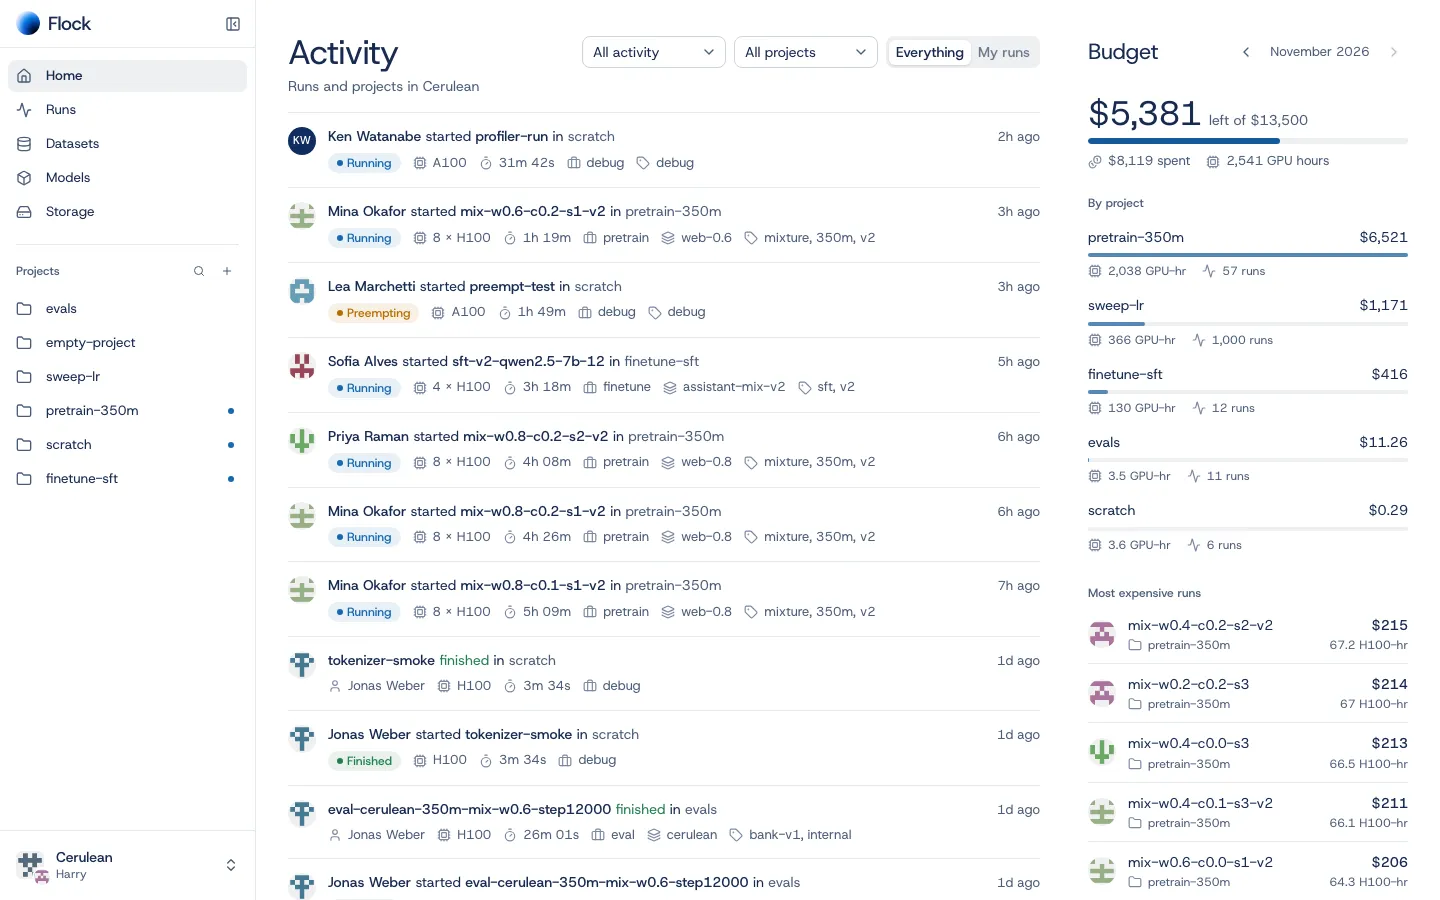 Flock
Home
Runs
Datasets
Models
Storage
Projects
evals
empty-project
sweep-lr
pretrain-350m
scratch
finetune-sft
Cerulean
Harry
Activity
All activity
All projects
Everything
My runs
Runs and projects in Cerulean
KW
Ken Watanabe started profiler-run in scratch
2h ago
Running A100 31m 42s debug debug
Mina Okafor started mix-w0.6-c0.2-s1-v2 in pretrain-350m
3h ago
Running 8 × H100 1h 19m pretrain web-0.6 mixture, 350m, v2
Lea Marchetti started preempt-test in scratch
3h ago
Preempting A100 1h 49m debug debug
Sofia Alves started sft-v2-qwen2.5-7b-12 in finetune-sft
5h ago
Running 4 × H100 3h 18m finetune assistant-mix-v2 sft, v2
Priya Raman started mix-w0.8-c0.2-s2-v2 in pretrain-350m
6h ago
Running 8 × H100 4h 08m pretrain web-0.8 mixture, 350m, v2
Mina Okafor started mix-w0.8-c0.2-s1-v2 in pretrain-350m
6h ago
Running 8 × H100 4h 26m pretrain web-0.8 mixture, 350m, v2
Mina Okafor started mix-w0.8-c0.1-s1-v2 in pretrain-350m
7h ago
Running 8 × H100 5h 09m pretrain web-0.8 mixture, 350m, v2
tokenizer-smoke finished in scratch
1d ago
Jonas Weber H100 3m 34s debug
Jonas Weber started tokenizer-smoke in scratch
1d ago
Finished H100 3m 34s debug
eval-cerulean-350m-mix-w0.6-step12000 finished in evals
1d ago
Jonas Weber H100 26m 01s eval cerulean bank-v1, internal
Jonas Weber started eval-cerulean-350m-mix-w0.6-step12000 in evals
1d ago
Budget
November 2026
$5,381 left of $13,500
$8,119 spent 2,541 GPU hours
By project
pretrain-350m $6,521
2,038 GPU-hr 57 runs
sweep-lr $1,171
366 GPU-hr 1,000 runs
finetune-sft $416
130 GPU-hr 12 runs
evals $11.26
3.5 GPU-hr 11 runs
scratch $0.29
3.6 GPU-hr 6 runs
Most expensive runs
mix-w0.4-c0.2-s2-v2 $215
pretrain-350m 67.2 H100-hr
mix-w0.2-c0.2-s3 $214
pretrain-350m 67 H100-hr
mix-w0.4-c0.0-s3 $213
pretrain-350m 66.5 H100-hr
mix-w0.4-c0.1-s3-v2 $211
pretrain-350m 66.1 H100-hr
mix-w0.6-c0.0-s1-v2 $206
pretrain-350m 64.3 H100-hr